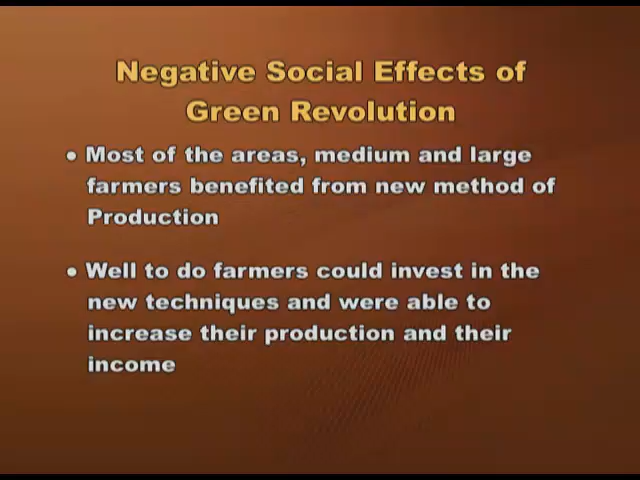 Negative Social Effects of
Green Revolution
• Most of the areas, medium and large
farmers benefited from new method of
Production
• Well to do farmers could invest in the
new techniques and were able to
increase their production and their
income